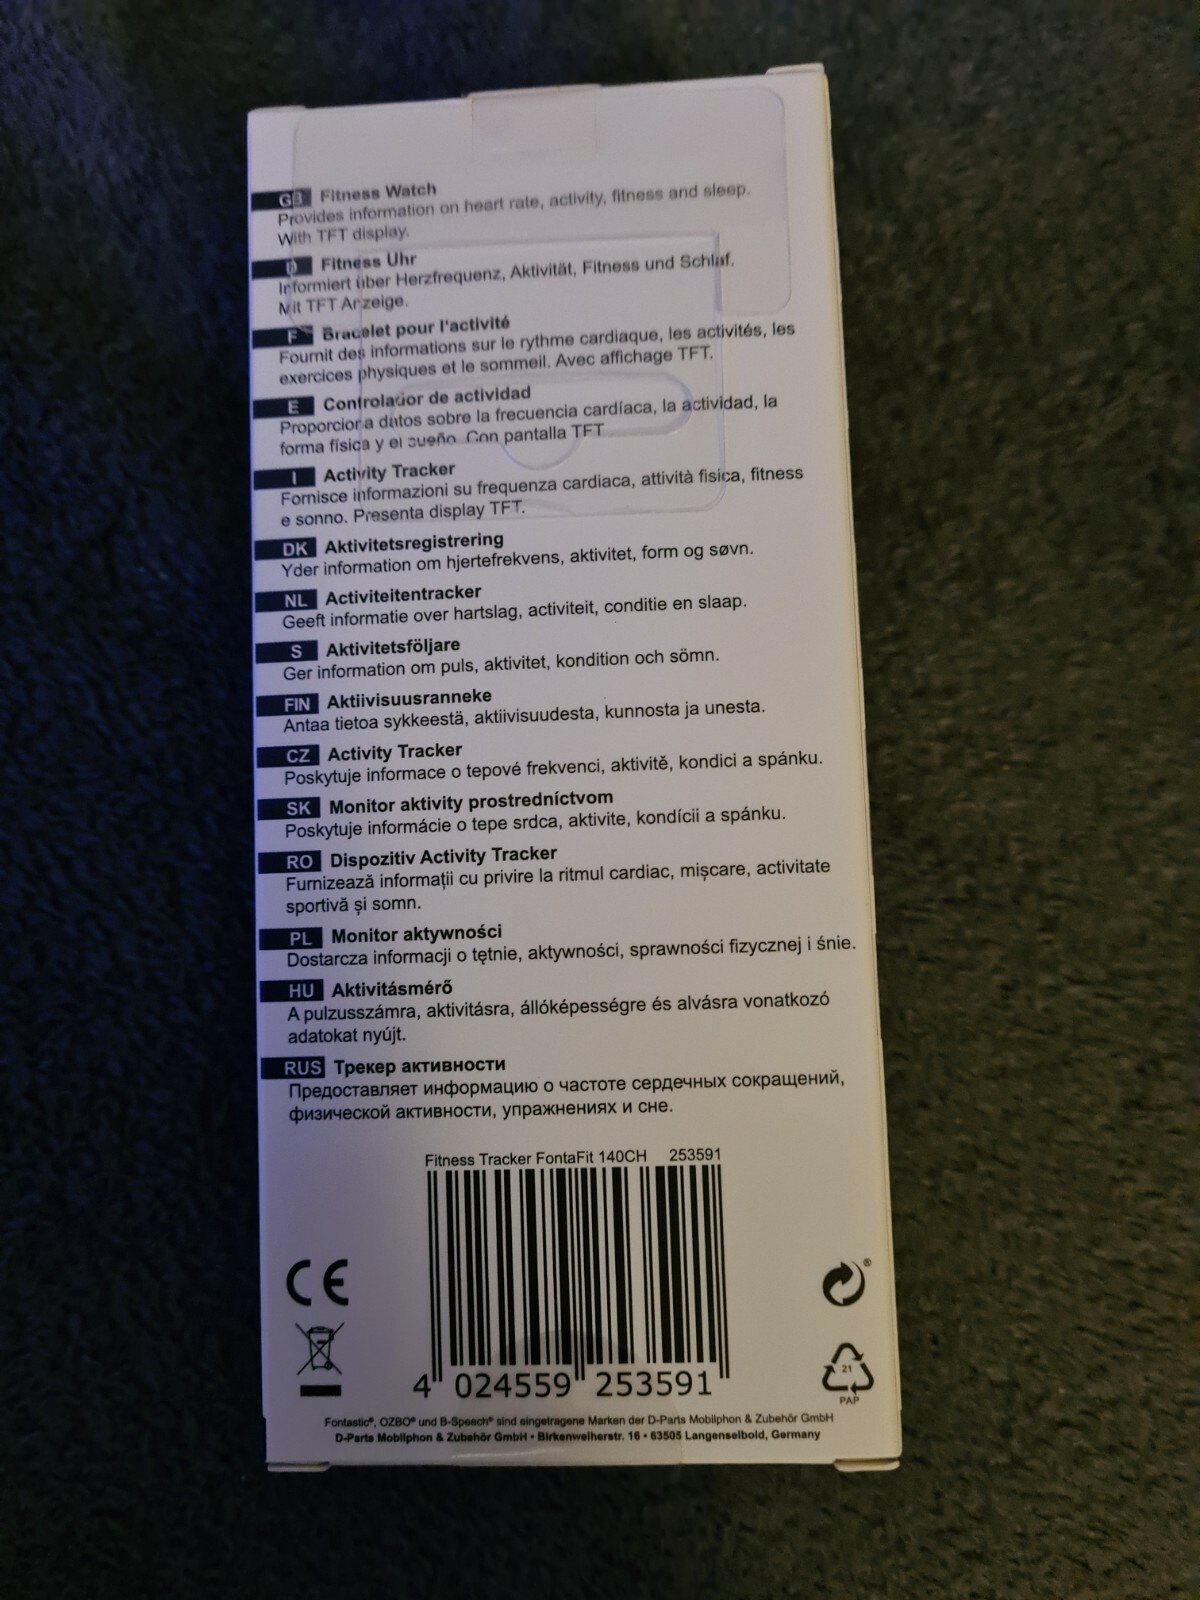 GB Fitness Watch
Provides information on heart rate, activity, fitness and sleep.
With TFT display.
D Fitness Uhr
Informiert über Herzfrequenz, Aktivität, Fitness und Schlaf.
Mit TFT Anzeige.
F Bracelet pour l'activité
Fournit des informations sur le rythme cardiaque, les activités, les
exercices physiques et le sommeil. Avec affichage TFT.
E Controlador de actividad
Proporciona datos sobre la frecuencia cardíaca, la actividad, la
forma física y el sueño. Con pantalla TFT
I Activity Tracker
Fornisce informazioni su frequenza cardiaca, attività fisica, fitness
e sonno. Presenta display TFT.
DK Aktivitetsregistrering
Yder information om hjertefrekvens, aktivitet, form og søvn.
NL Activiteitentracker
Geeft informatie over hartslag, activiteit, conditie en slaap.
S Aktivitetsföljare
Ger information om puls, aktivitet, kondition och sömn.
FIN Aktiivisuusranneke
Antaa tietoa sykkeestä, aktiivisuudesta, kunnosta ja unesta.
CZ Activity Tracker
Poskytuje informace o tepové frekvenci, aktivitě, kondici a spánku.
SK Monitor aktivity prostredníctvom
Poskytuje informácie o tepe srdca, aktivite, kondícii a spánku.
RO Dispozitiv Activity Tracker
Furnizează informații cu privire la ritmul cardiac, mișcare, activitate
sportivă și somn.
PL Monitor aktywności
Dostarcza informacji o tętnie, aktywności, sprawności fizycznej i śnie.
HU Aktivitásmérő
A pulzusszámra, aktivitásra, állóképességre és alvásra vonatkozó
adatokat nyújt.
RUS Трекер активности
Предоставляет информацию о частоте сердечных сокращений,
физической активности, упражнениях и сне.
Fitness Tracker FontaFit 140CH 253591
CE
4 024559 253591
®
21
PAP
Fontastic®, OZBO® und B-Speech® sind eingetragene Marken der D-Parts Mobilphon & Zubehör GmbH
D-Parts Mobilphon & Zubehör GmbH • Birkenweiherstr. 16 • 63505 Langenselbold, Germany